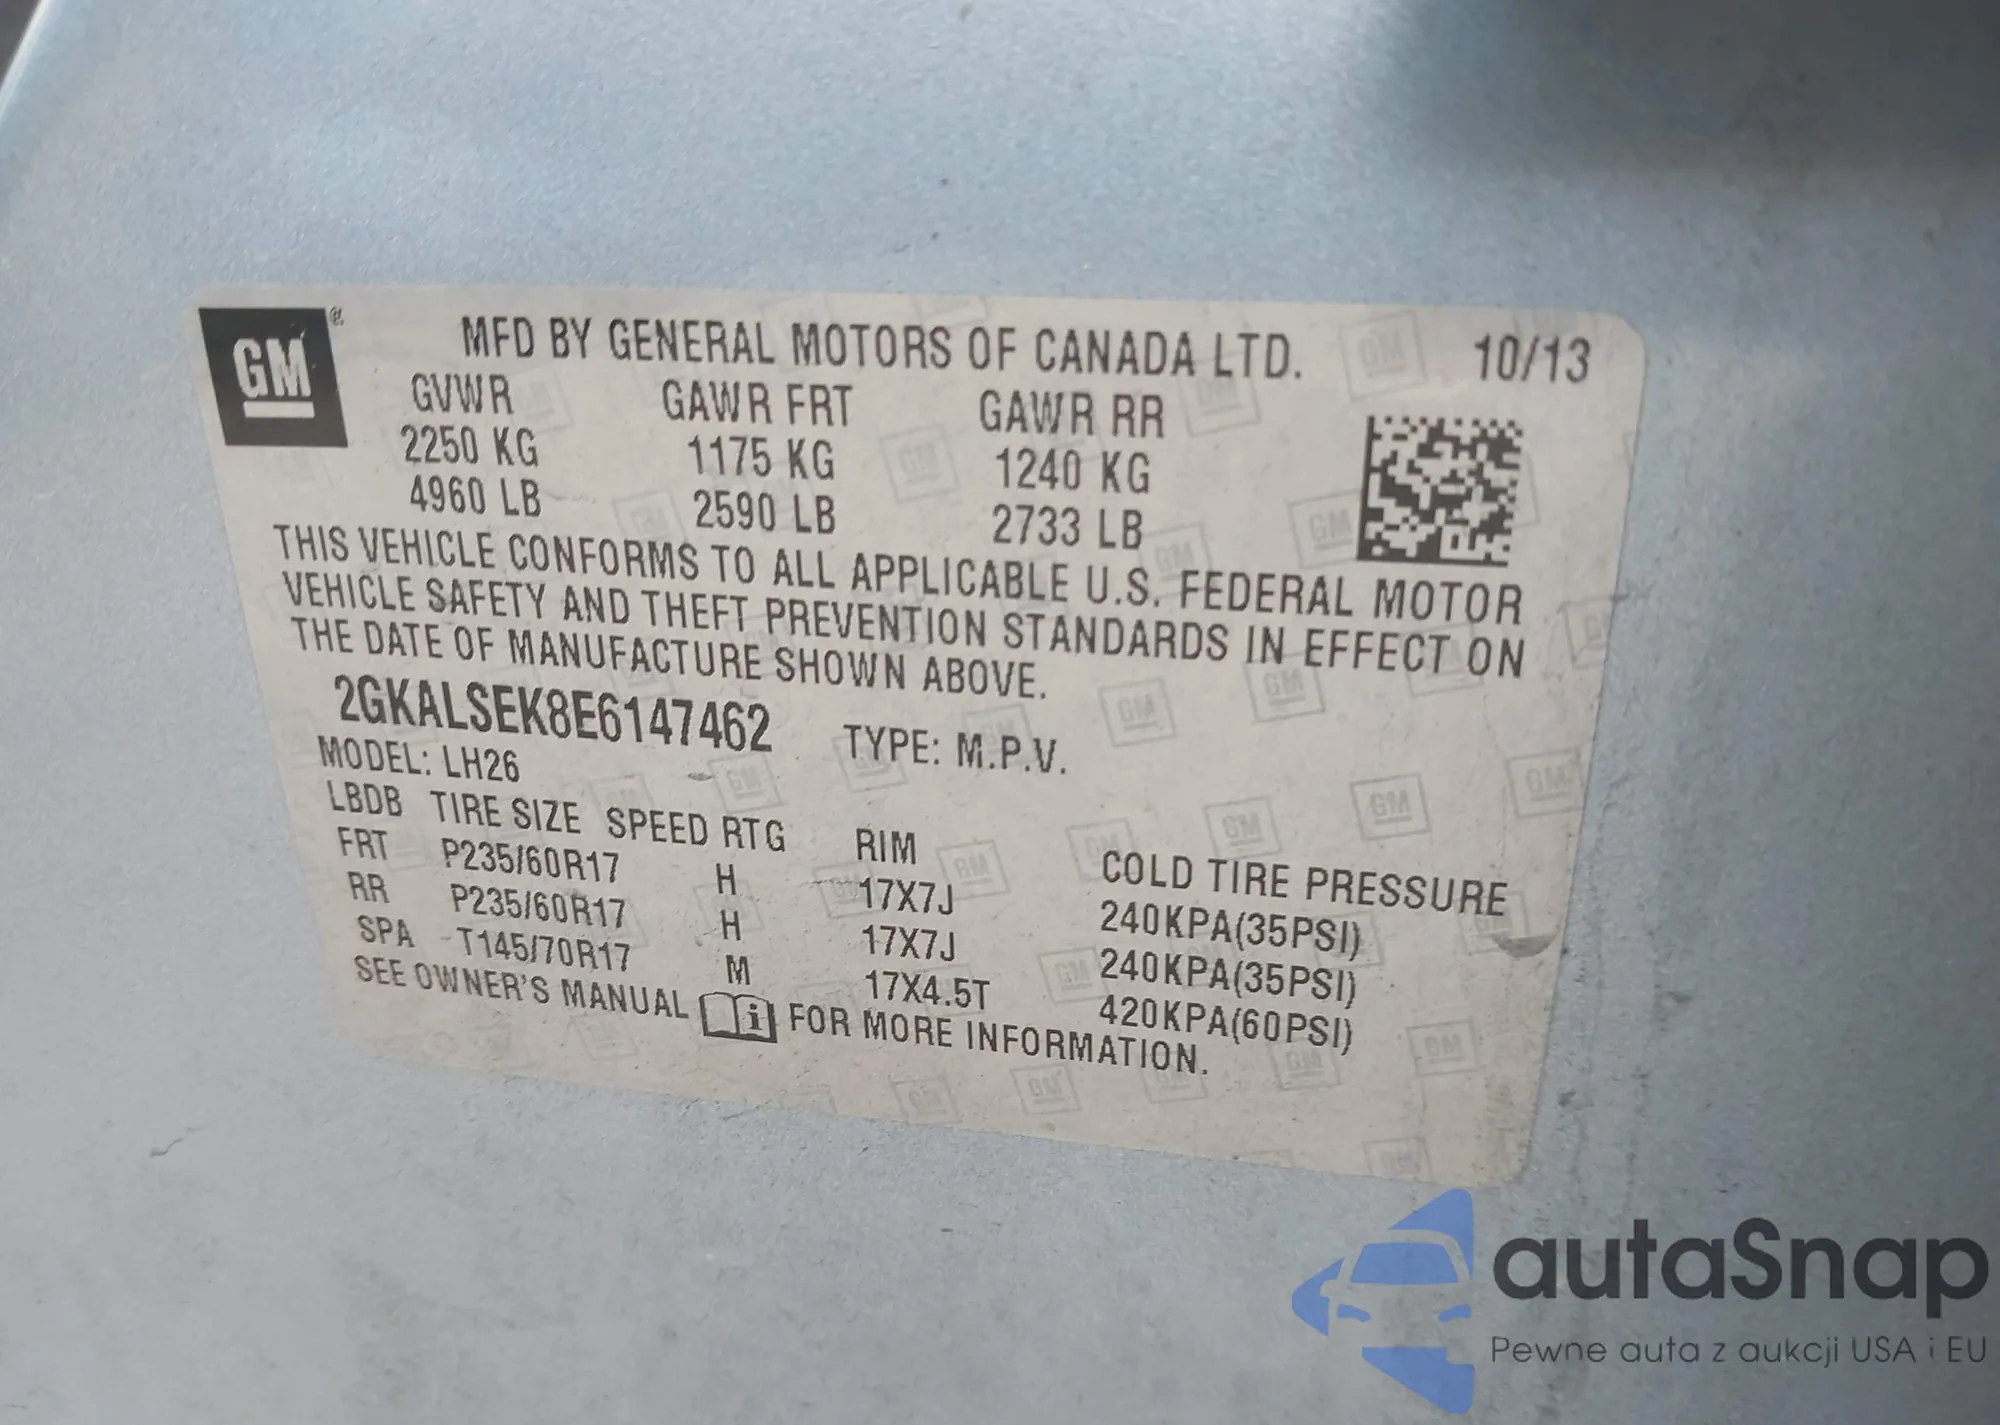 GM®
MFD BY GENERAL MOTORS OF CANADA LTD. 10/13
GVWR GAWR FRT GAWR RR
2250 KG 1175 KG 1240 KG
4960 LB 2590 LB 2733 LB
THIS VEHICLE CONFORMS TO ALL APPLICABLE U.S. FEDERAL MOTOR
VEHICLE SAFETY AND THEFT PREVENTION STANDARDS IN EFFECT ON
THE DATE OF MANUFACTURE SHOWN ABOVE.
2GKALSEK8E6147462 TYPE: M.P.V.
MODEL: LH26
LBDB TIRE SIZE SPEED RTG RIM COLD TIRE PRESSURE
FRT P235/60R17 H 17X7J 240KPA(35PSI)
RR P235/60R17 H 17X7J 240KPA(35PSI)
SPA T145/70R17 M 17X4.5T 420KPA(60PSI)
SEE OWNER'S MANUAL i FOR MORE INFORMATION.
autaSnap
Pewne auta z aukcji USA i EU